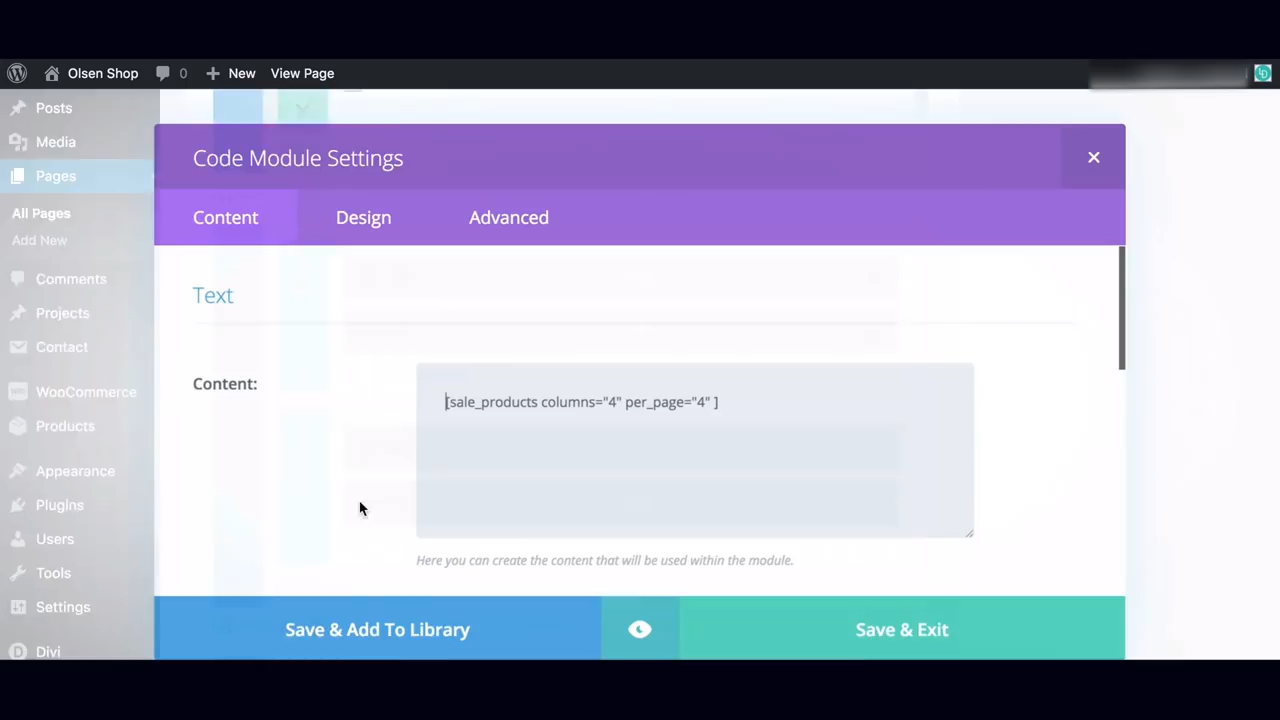 Olsen Shop 0 New View Page
Posts
Media
Pages
All Pages
Add New
Comments
Projects
Contact
WooCommerce
Products
Appearance
Plugins
Users
Tools
Settings
Divi
Code Module Settings
Content Design Advanced
Text
Content:
[sale_products columns="4" per_page="4" ]
Here you can create the content that will be used within the module.
Save & Add To Library
Save & Exit